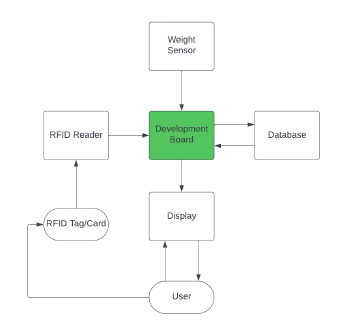 Weight
Sensor
RFID Reader
Development
Board
Database
RFID Tag/Card
Display
User